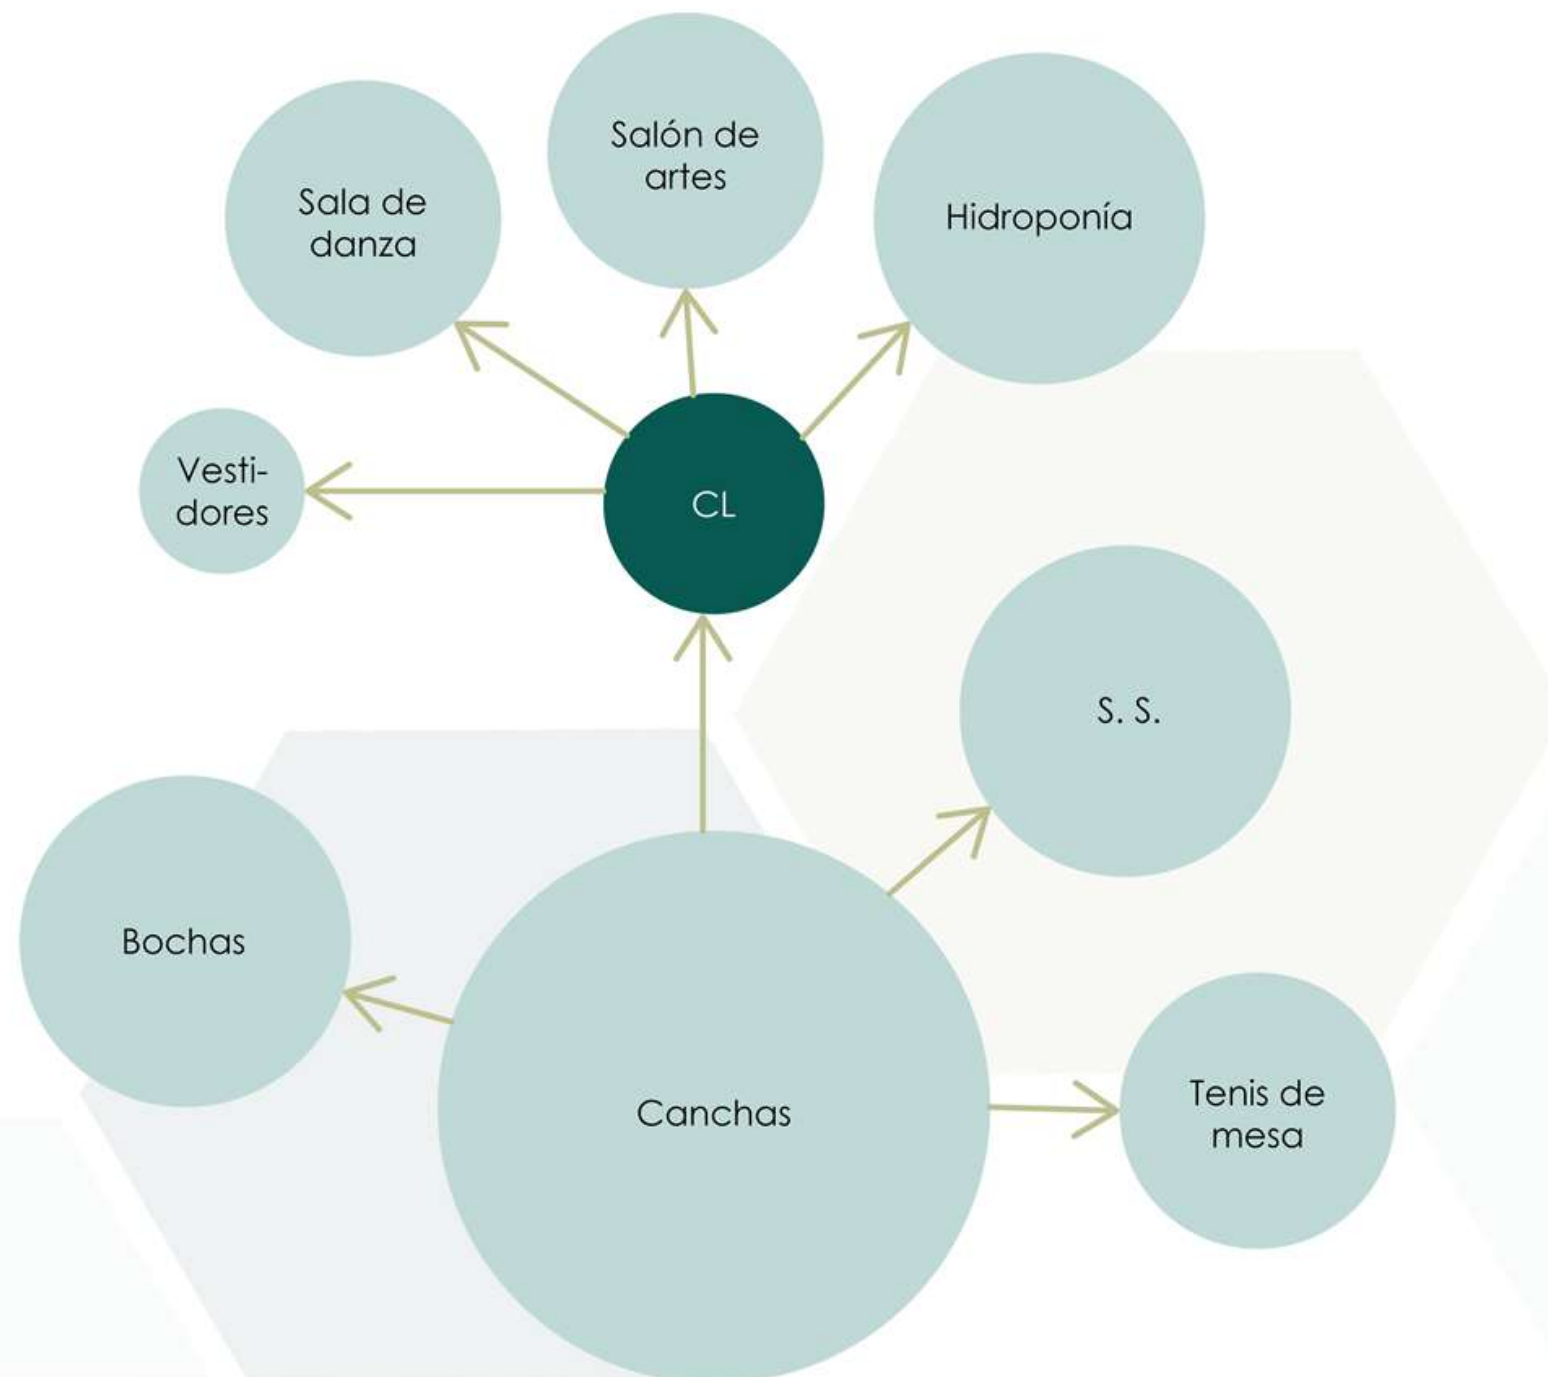 Salón de
artes
Sala de
danza
Hidroponía
Vesti-
dores
CL
S. S.
Bochas
Canchas
Tenis de
mesa